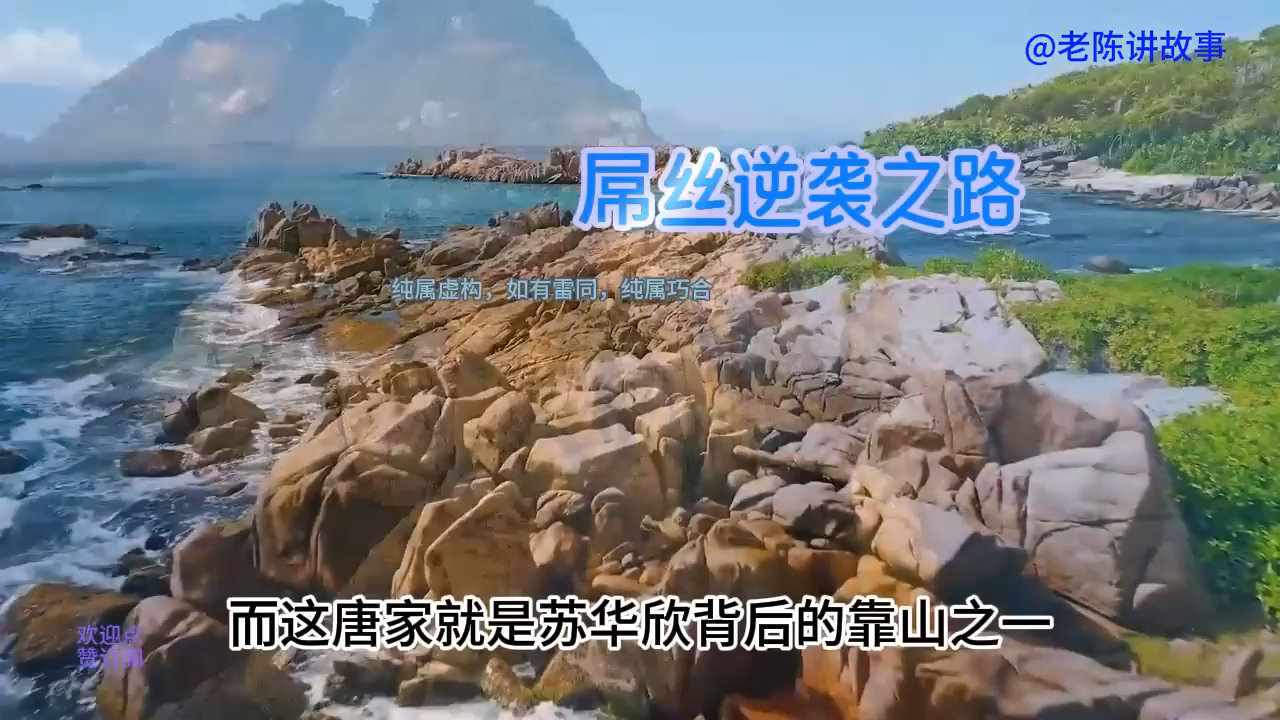 @老陈讲故事
屌丝逆袭之路
纯属虚构，如有雷同，纯属巧合
而这唐家就是苏华欣背后的靠山之一
欢迎点
赞